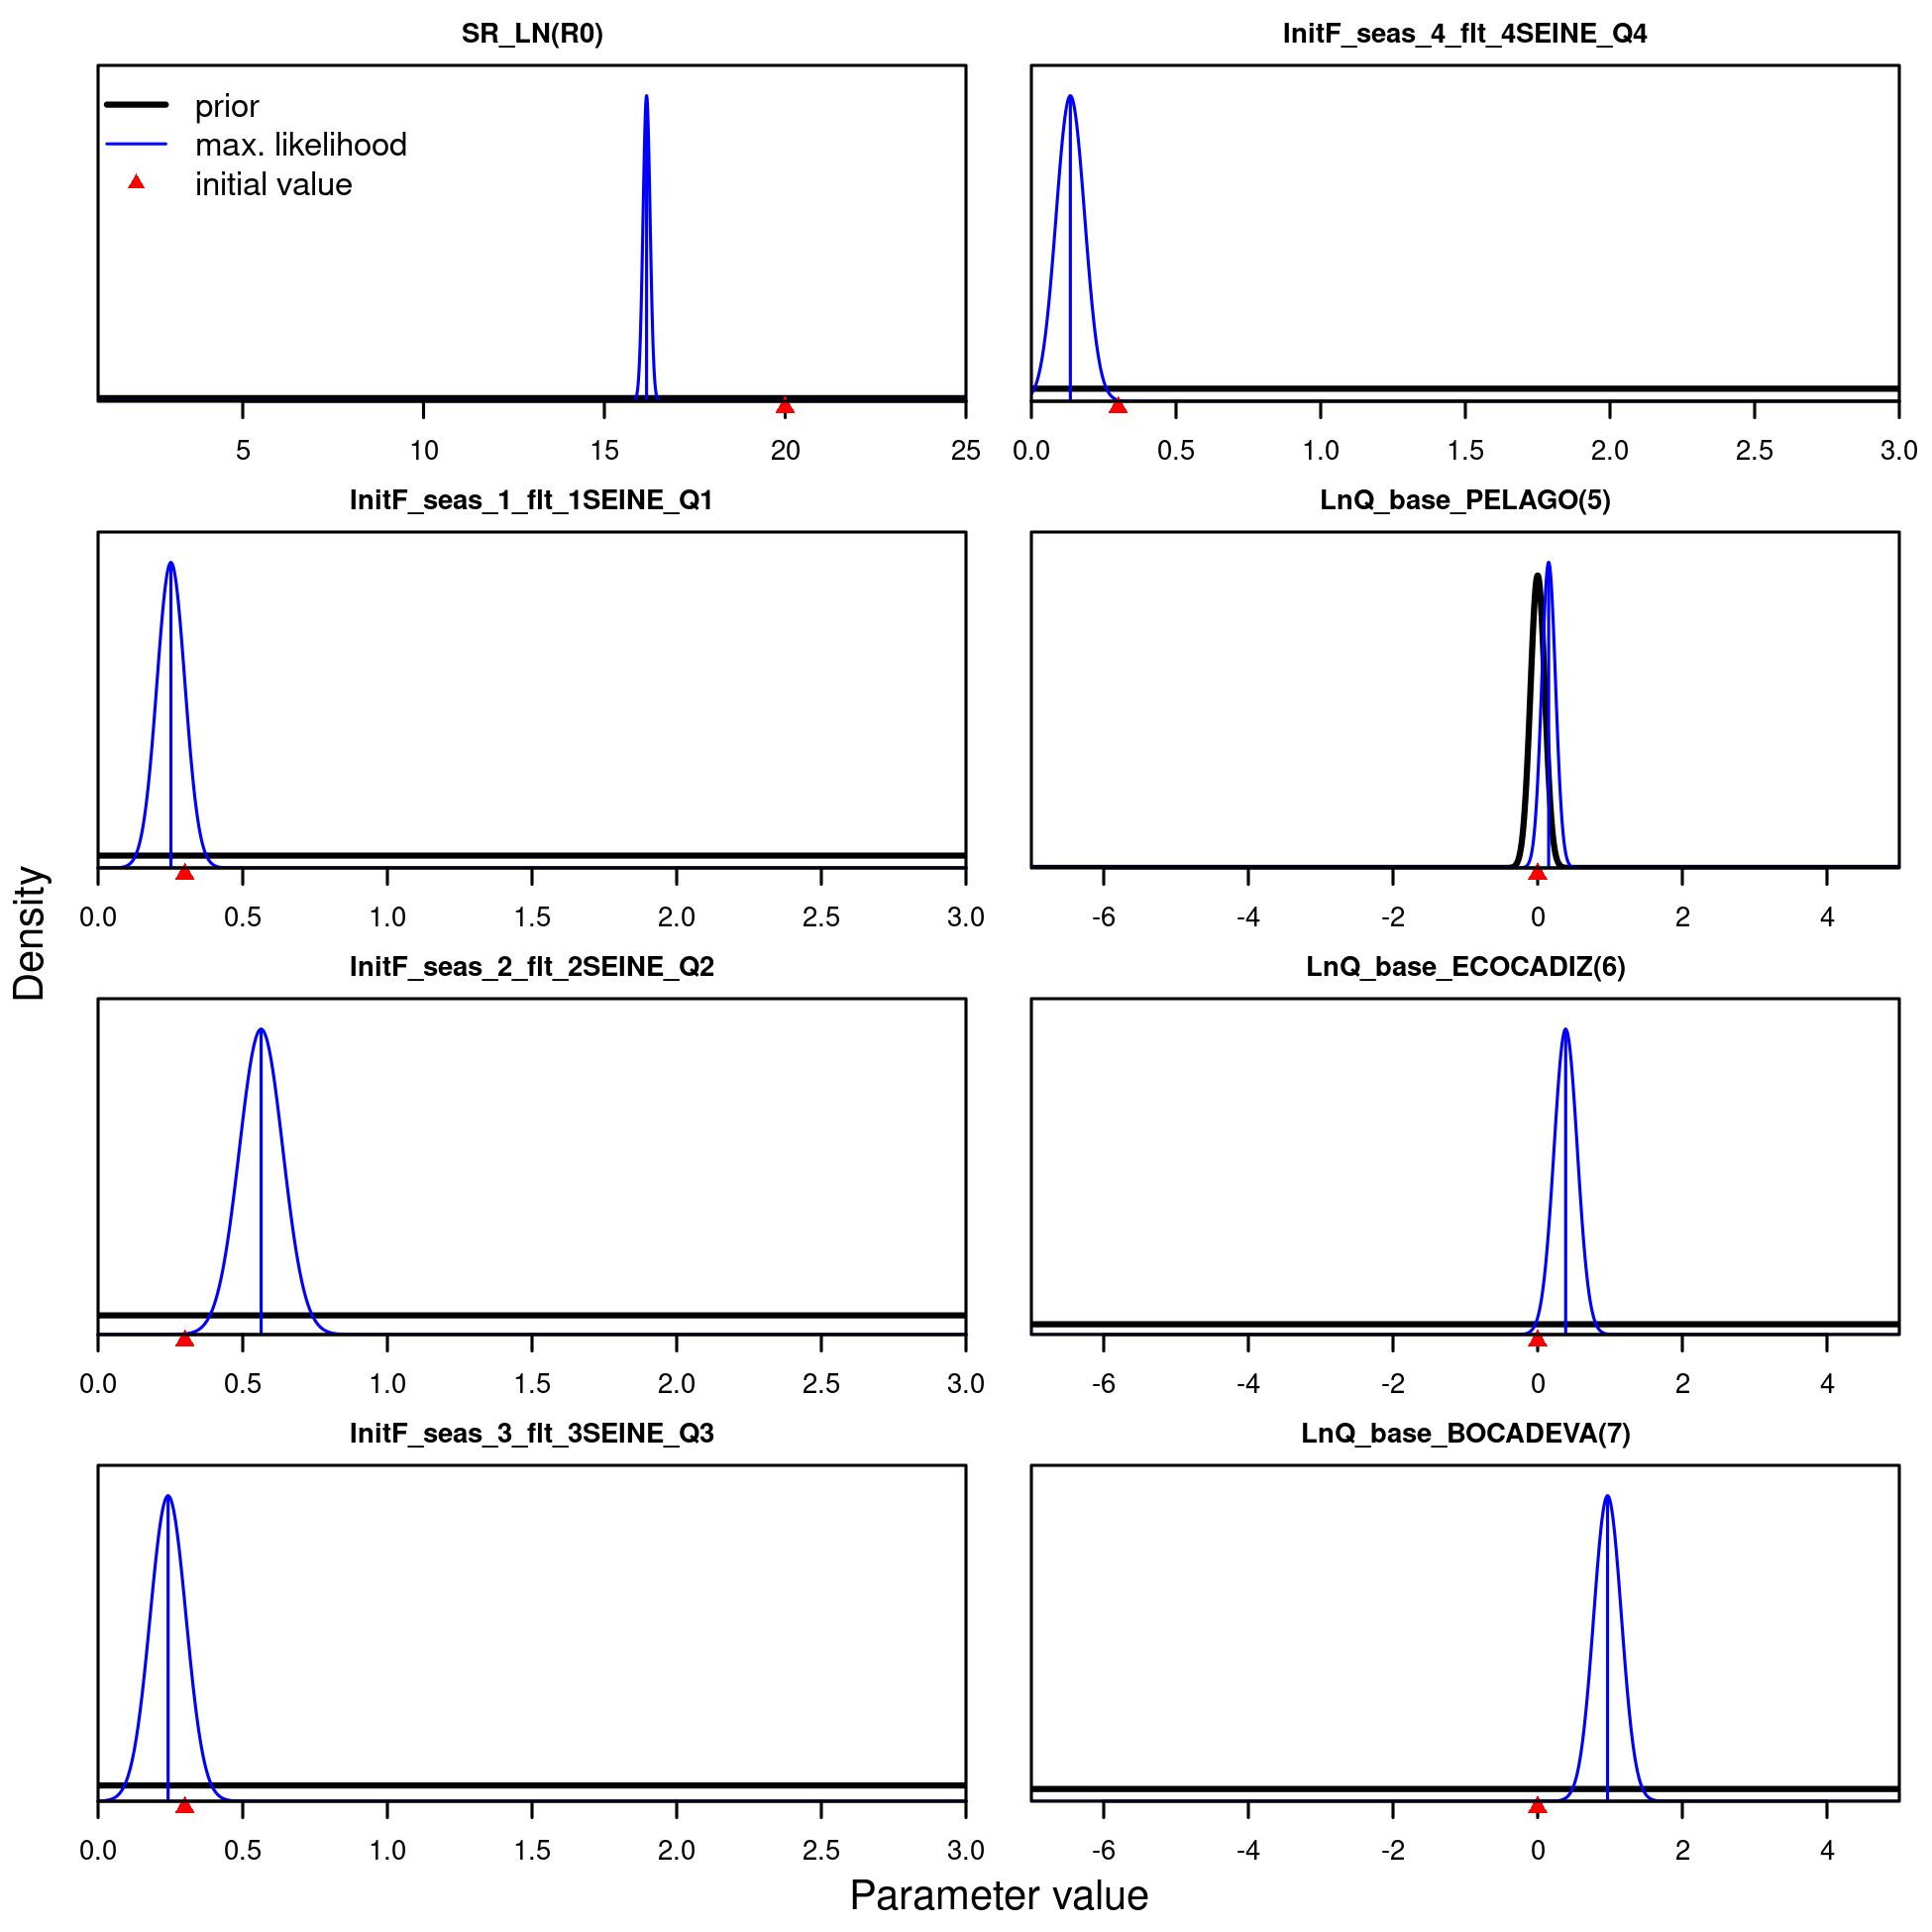 SR_LN(R0)
prior
max. likelihood
initial value
5 10 15 20 25
InitF_seas_4_flt_4SEINE_Q4
0.0 0.5 1.0 1.5 2.0 2.5 3.0
InitF_seas_1_flt_1SEINE_Q1
0.0 0.5 1.0 1.5 2.0 2.5 3.0
LnQ_base_PELAGO(5)
-6 -4 -2 0 2 4
InitF_seas_2_flt_2SEINE_Q2
0.0 0.5 1.0 1.5 2.0 2.5 3.0
LnQ_base_ECOCADIZ(6)
-6 -4 -2 0 2 4
InitF_seas_3_flt_3SEINE_Q3
0.0 0.5 1.0 1.5 2.0 2.5 3.0
LnQ_base_BOCADEVA(7)
-6 -4 -2 0 2 4
Density
Parameter value